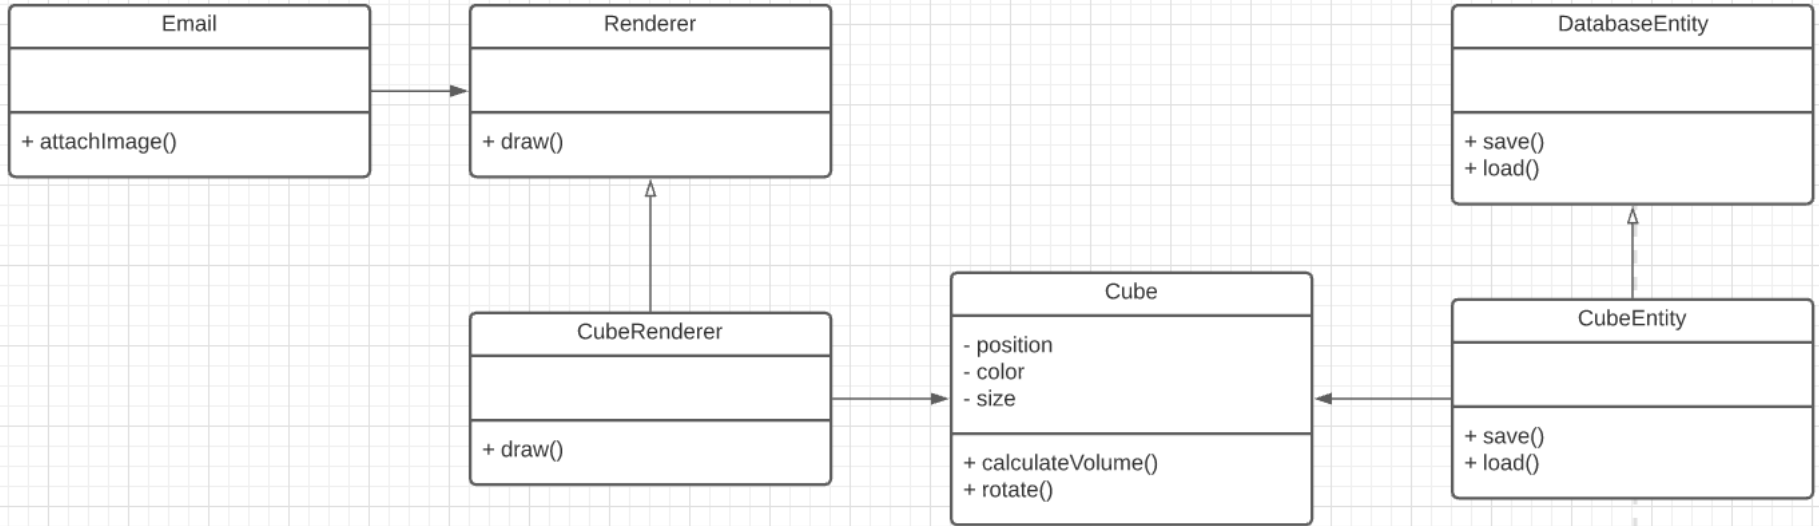 Email
+ attachImage()
Renderer
+ draw()
DatabaseEntity
+ save()
+ load()
CubeRenderer
+ draw()
Cube
- position
- color
- size
+ calculateVolume()
+ rotate()
CubeEntity
+ save()
+ load()